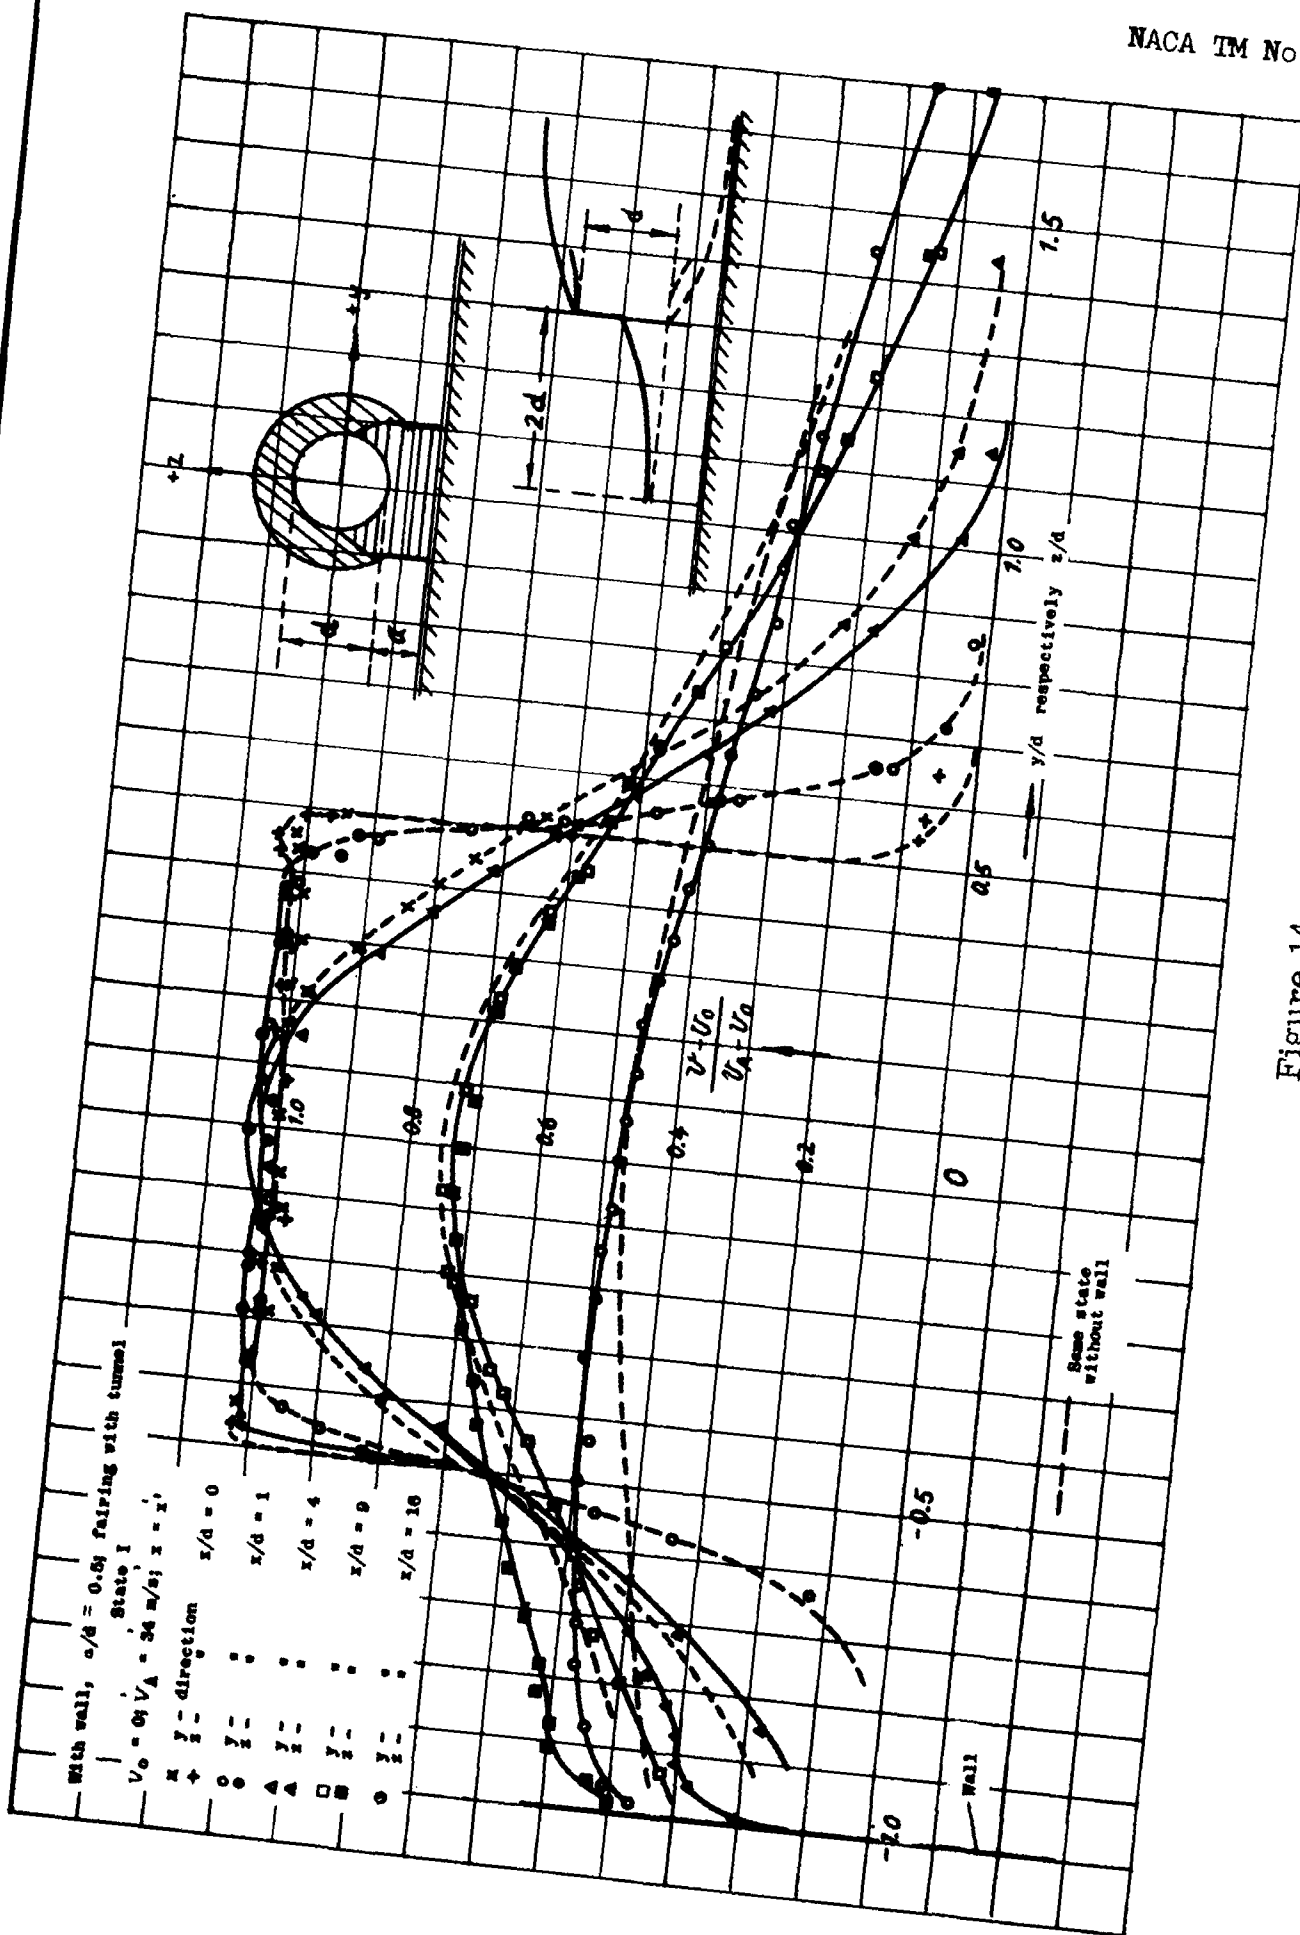 NACA TM No
With wall, a/d = 0.5; fairing with tunnel
State I
V₀ = 0; V_A = 34 m/s; x = x'
x y - direction x/d = 0
+ z - "
o y - " x/d = 1
z - "
y - " x/d = 4
z - "
□ y - " x/d = 9
■ z - "
y - " x/d = 16
z - "
+z
+y
d
a
2d
d
1.0
0.8
0.6
0.4
0.2
0
v - v₀
v_A - v₀
-1.0
-0.5
0.5
1.0
1.5
y/d respectively z/d
Same state
without wall
Wall
Figure 14